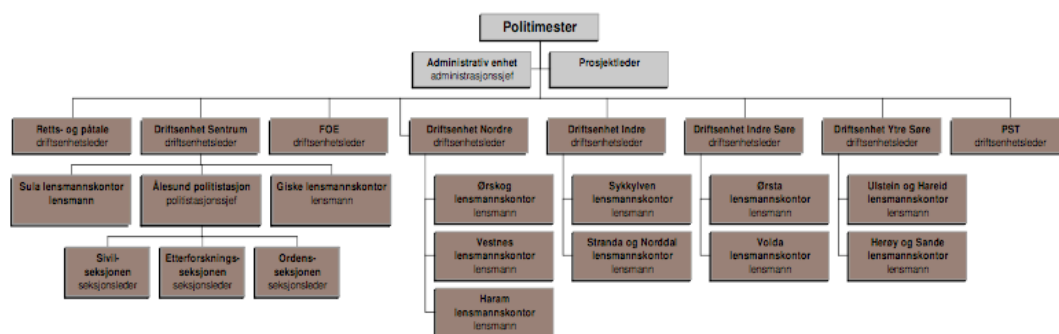 Politimester
Administrativ enhet
administrasjonssjef
Prosjektleder
Retts- og påtale
driftsenhetsleder
Driftsenhet Sentrum
driftsenhetsleder
FOE
driftsenhetsleder
Driftsenhet Nordre
driftsenhetsleder
Driftsenhet Indre
driftsenhetsleder
Driftsenhet Indre Søre
driftsenhetsleder
Driftsenhet Ytre Søre
driftsenhetsleder
PST
driftsenhetsleder
Sula lensmannskontor
lensmann
Ålesund politistasjon
politistasjonssjef
Giske lensmannskontor
lensmann
Ørskog
lensmannskontor
lensmann
Sykkylven
lensmannskontor
lensmann
Ørsta
lensmannskontor
lensmann
Ulstein og Hareid
lensmannskontor
lensmann
Sivil-
seksjonen
seksjonsleder
Etterforsknings-
seksjonen
seksjonsleder
Ordens-
seksjonen
seksjonsleder
Vestnes
lensmannskontor
lensmann
Stranda og Norddal
lensmannskontor
lensmann
Volda
lensmannskontor
lensmann
Herøy og Sande
lensmannskontor
lensmann
Haram
lensmannskontor
lensmann